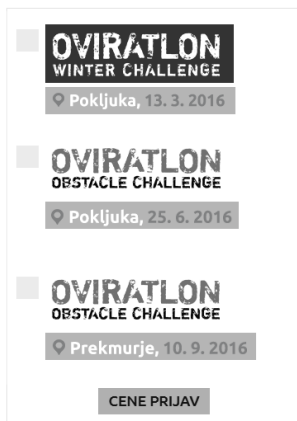 OVIRATLON
WINTER CHALLENGE
Pokljuka, 13. 3. 2016
OVIRATLON
OBSTACLE CHALLENGE
Pokljuka, 25. 6. 2016
OVIRATLON
OBSTACLE CHALLENGE
Prekmurje, 10. 9. 2016
CENE PRIJAV